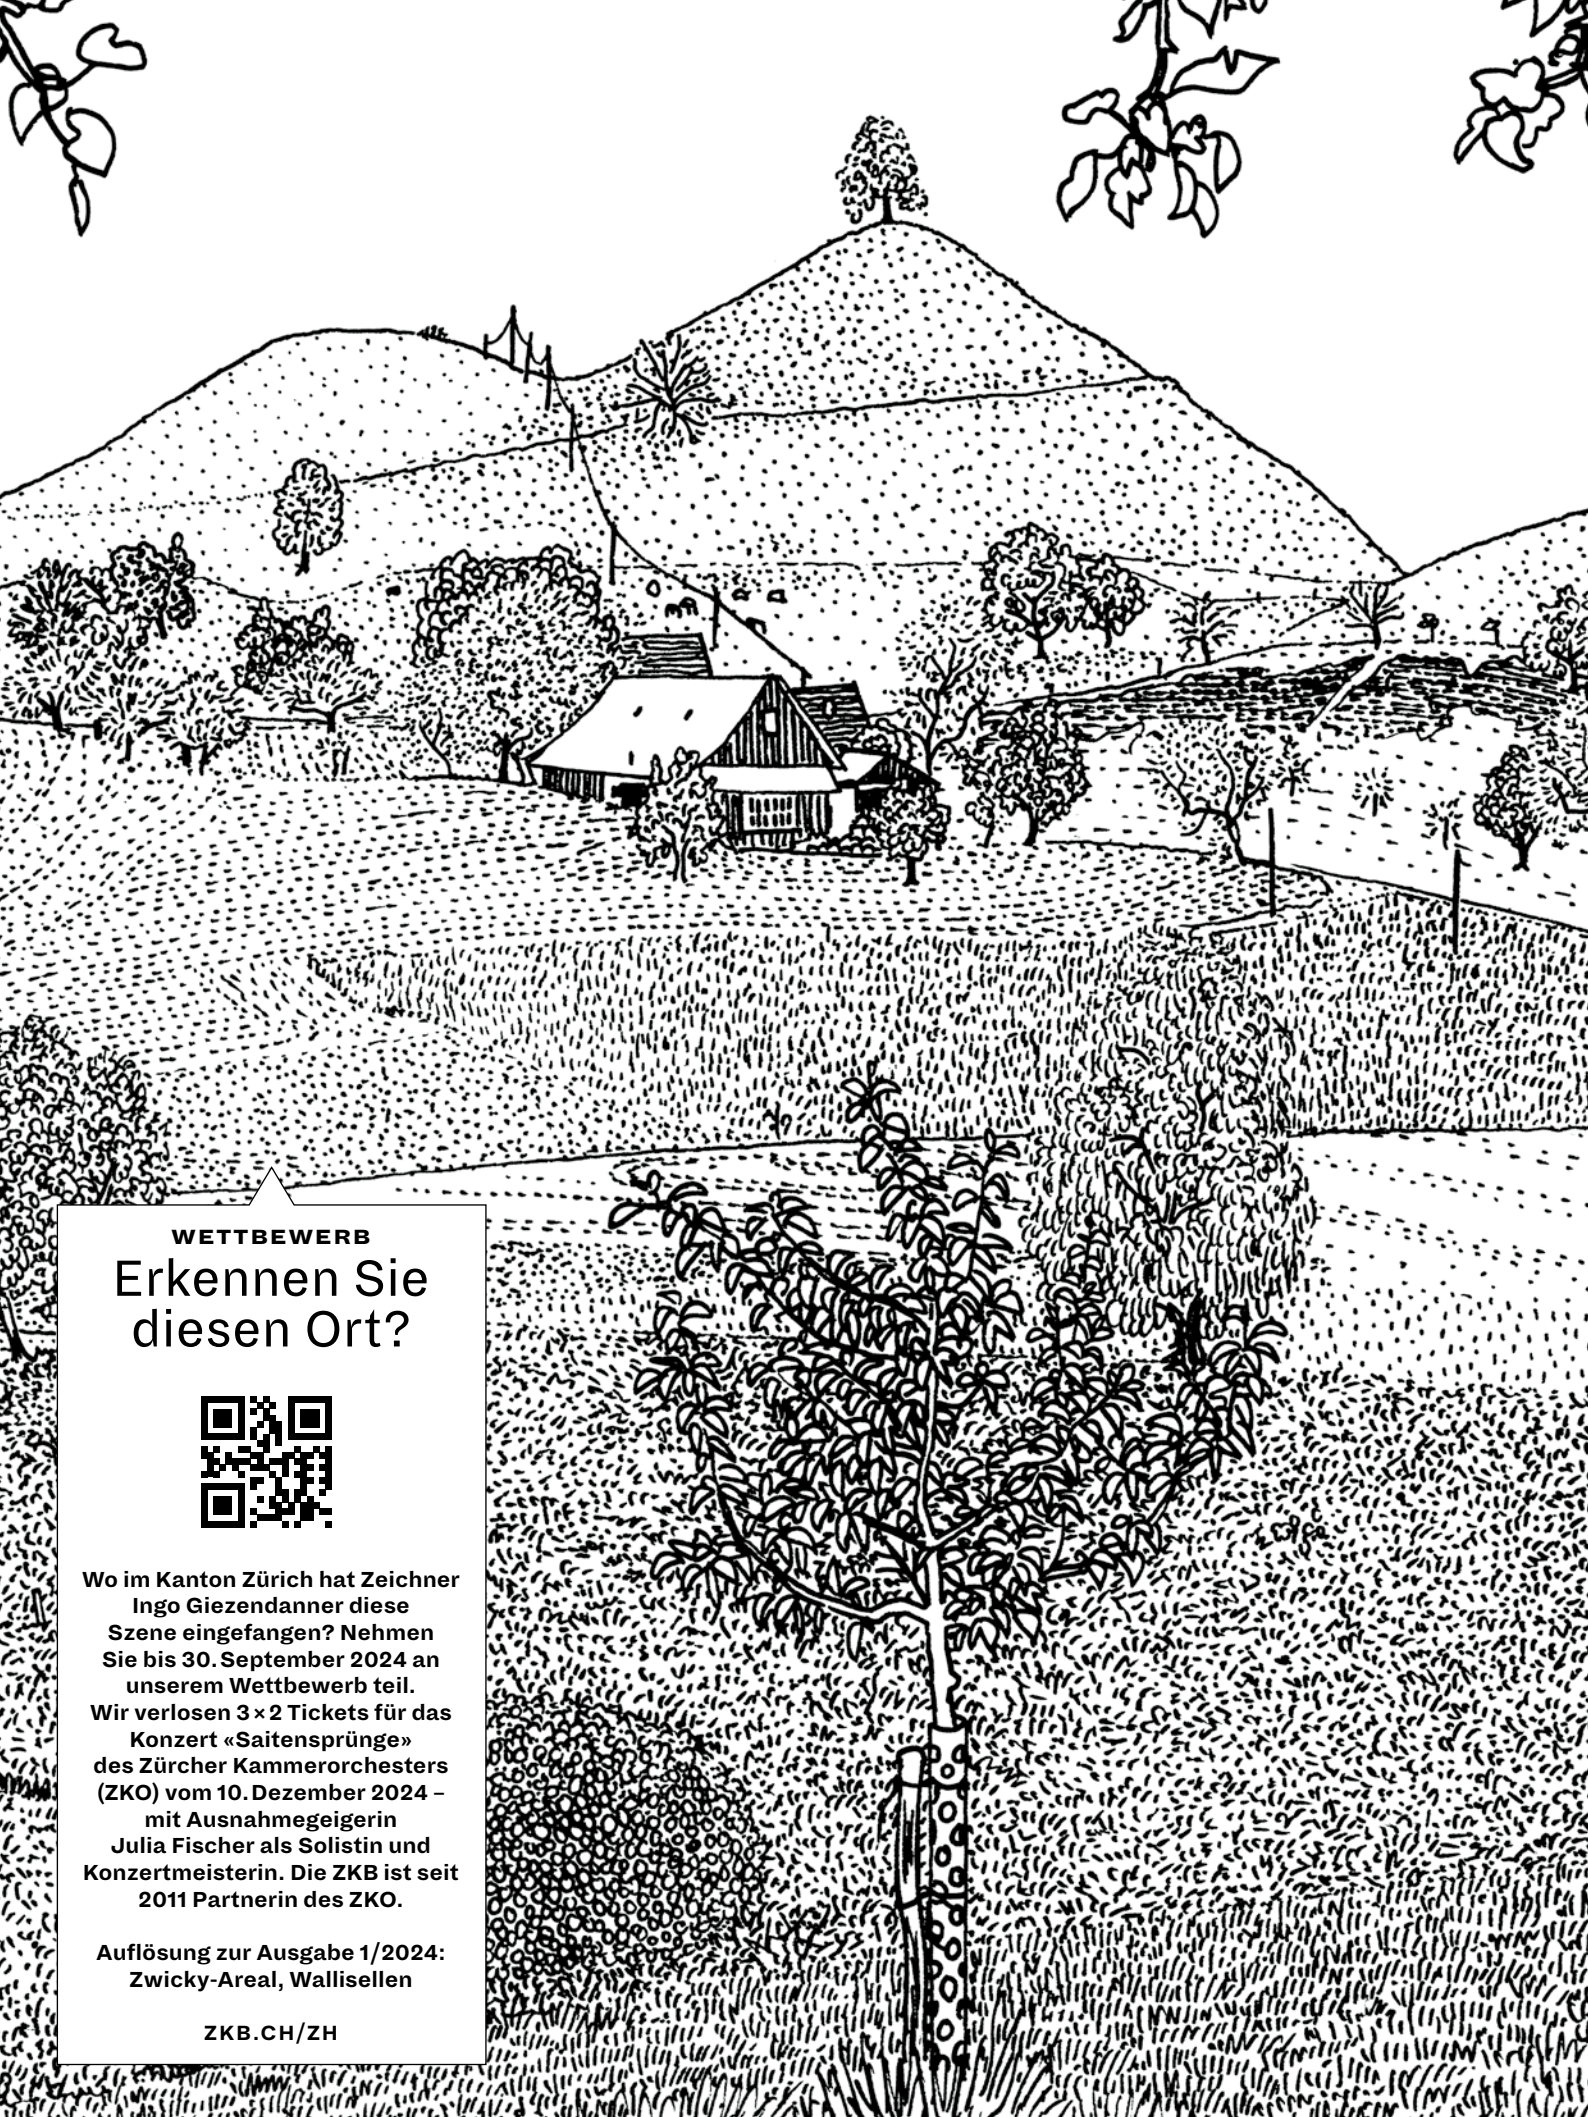 WETTBEWERB
Erkennen Sie
diesen Ort?
Wo im Kanton Zürich hat Zeichner
Ingo Giezendanner diese
Szene eingefangen? Nehmen
Sie bis 30. September 2024 an
unserem Wettbewerb teil.
Wir verlosen 3 × 2 Tickets für das
Konzert «Saitensprünge»
des Zürcher Kammerorchesters
(ZKO) vom 10. Dezember 2024 –
mit Ausnahmegeigerin
Julia Fischer als Solistin und
Konzertmeisterin. Die ZKB ist seit
2011 Partnerin des ZKO.
Auflösung zur Ausgabe 1/2024:
Zwicky-Areal, Wallisellen
ZKB.CH/ZH